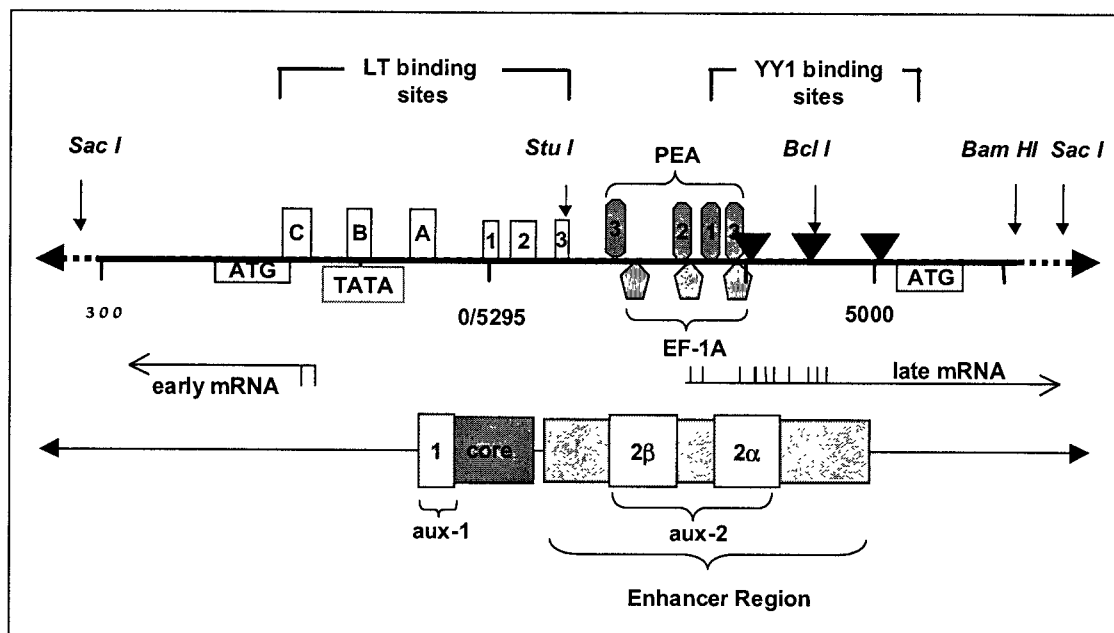 LT binding
sites
YY1 binding
sites
Sac I
Stu I
PEA
Bcl I
Bam HI
Sac I
C
B
A
1
2
3
3
2
1
3
ATG
TATA
ATG
300
0/5295
5000
EF-1A
early mRNA
late mRNA
1
core
2β
2α
aux-1
aux-2
Enhancer Region